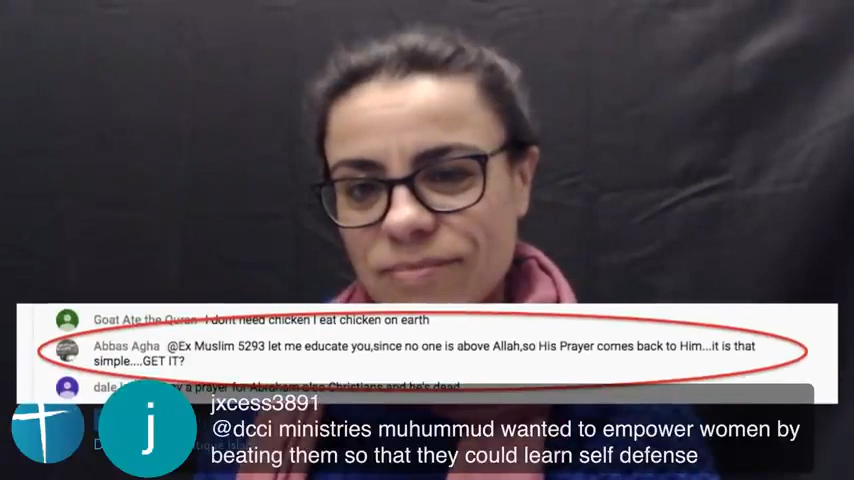 Goat Ate the Quran I dont need chicken I eat chicken on earth
Abbas Agha @Ex Muslim 5293 let me educate you,since no one is above Allah,so His Prayer comes back to Him...it is that
simple....GET IT?
a prayer for Abraham also Christians and he's dead
jxcess3891
j
@dcci ministries muhummud wanted to empower women by
beating them so that they could learn self defense